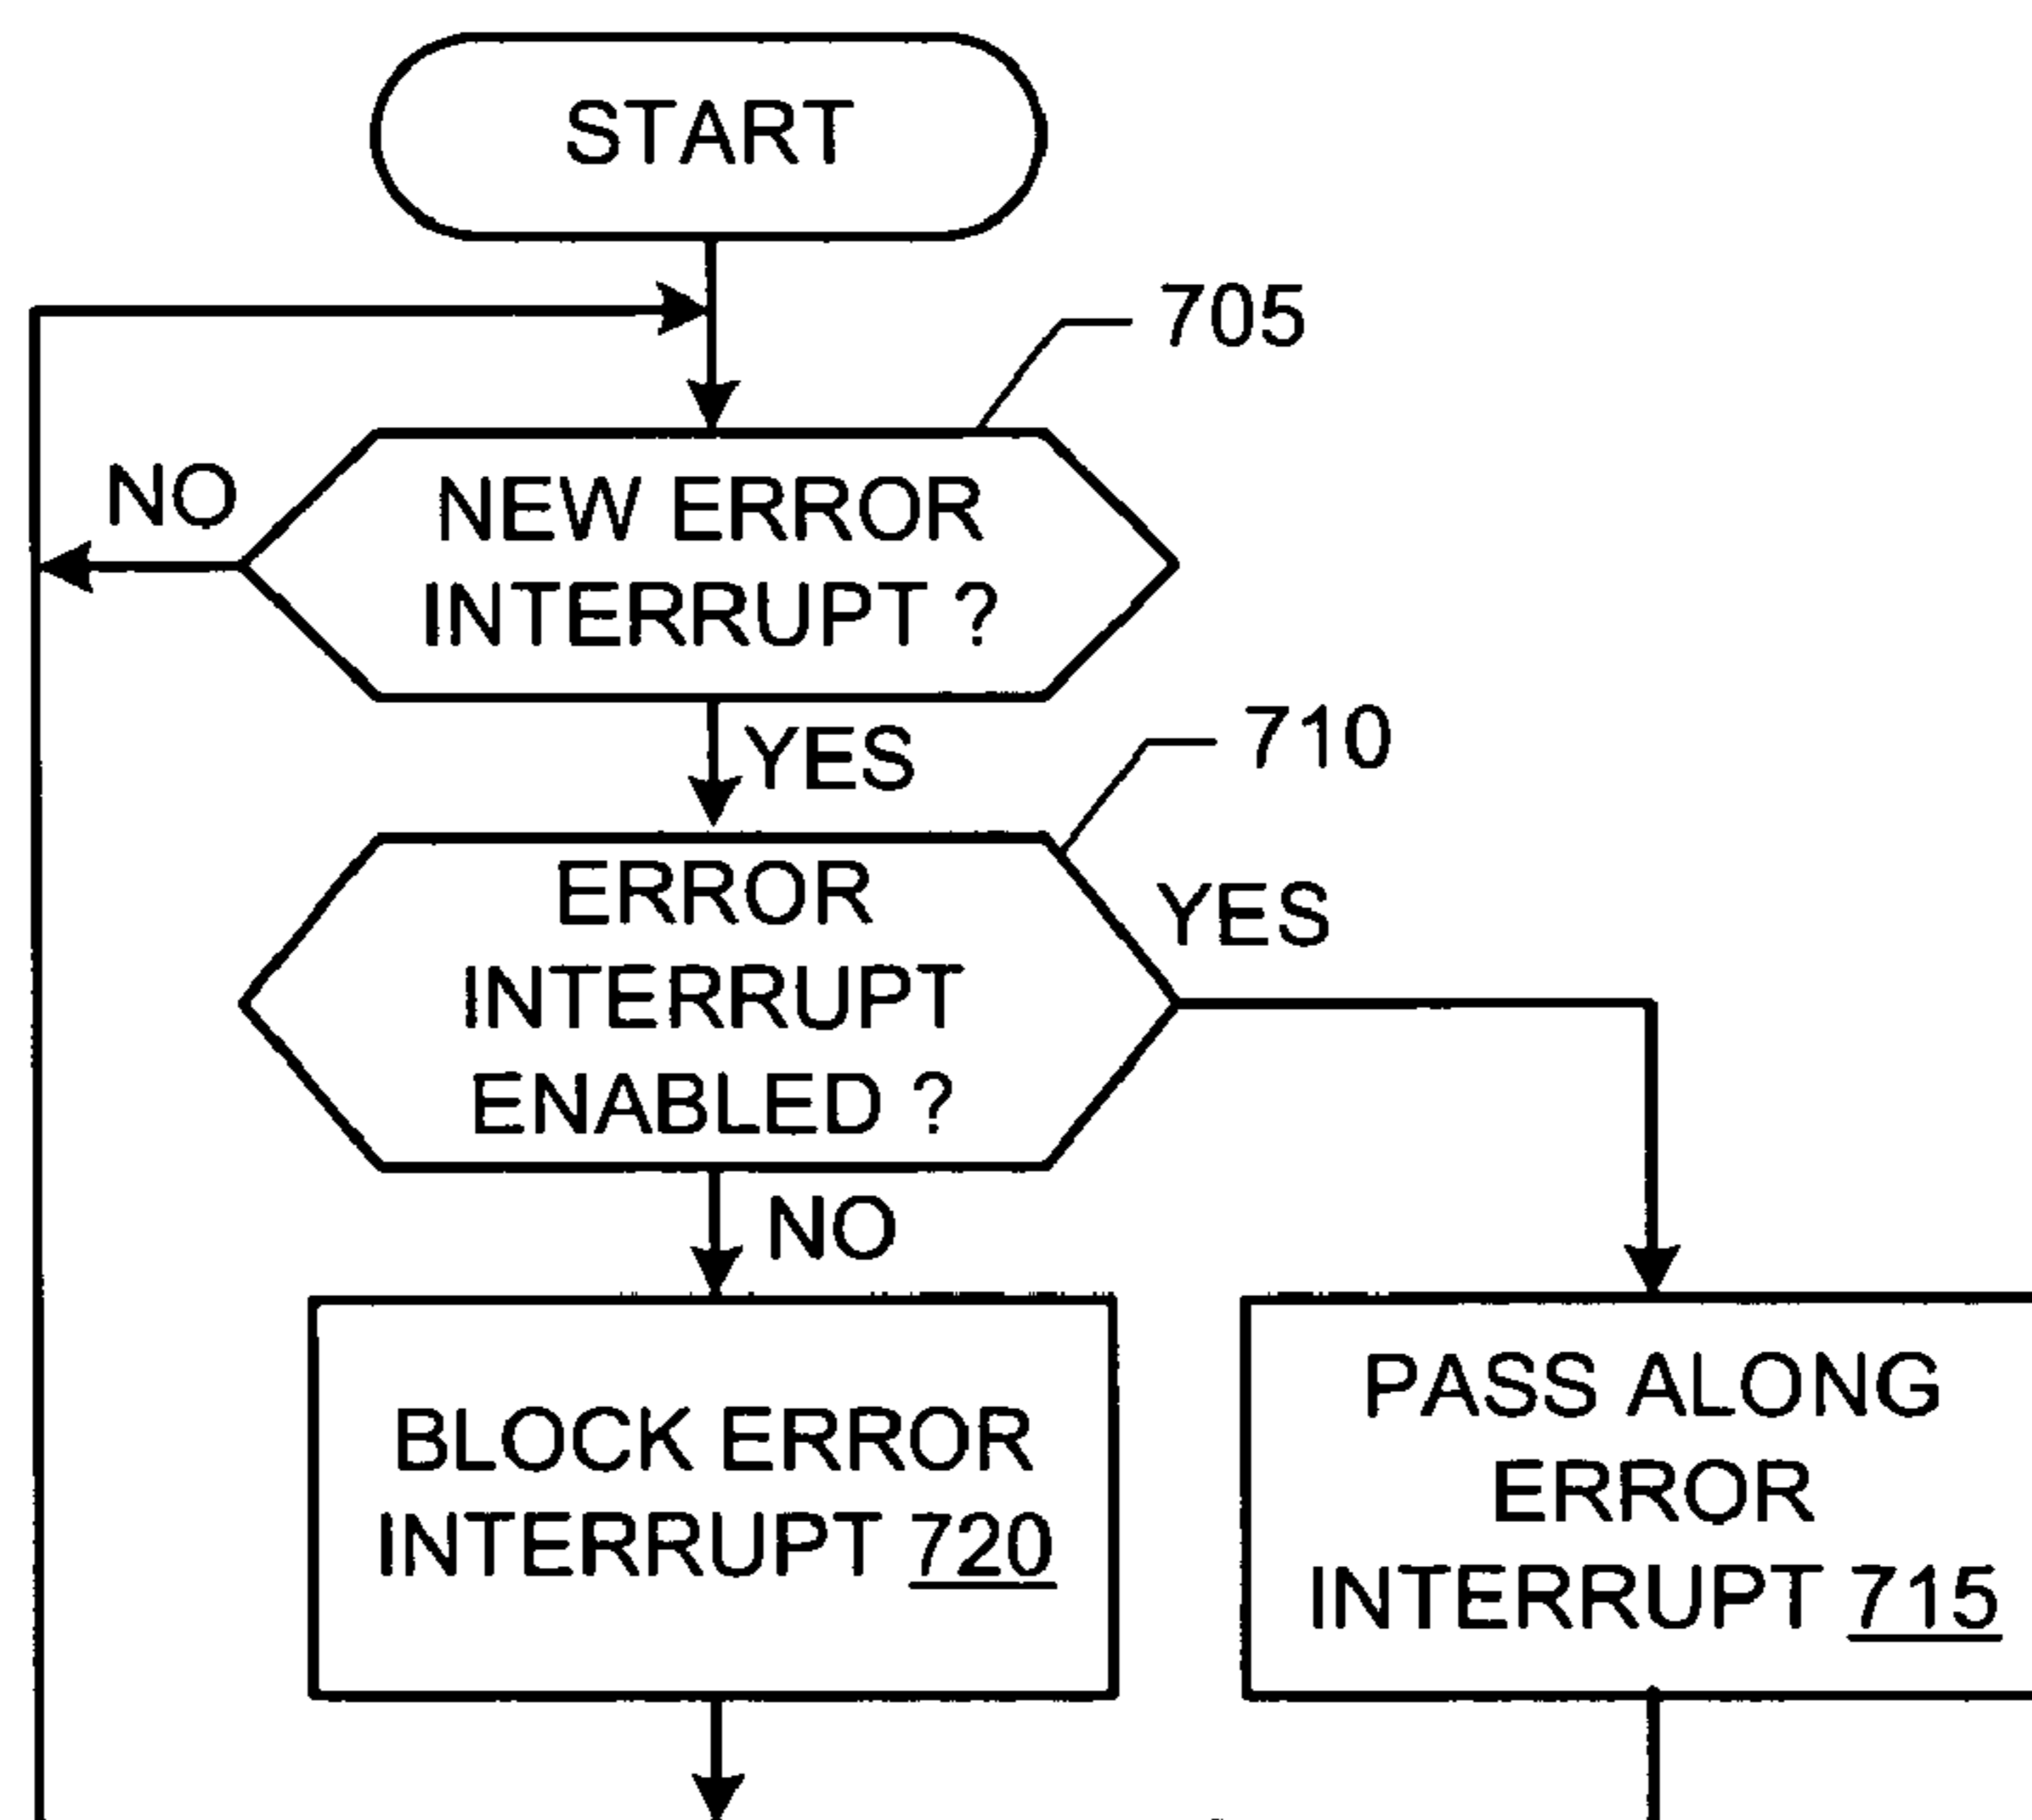 START
705
NO
NEW ERROR
INTERRUPT ?
YES
710
ERROR
INTERRUPT
ENABLED ?
YES
NO
BLOCK ERROR
INTERRUPT 720
PASS ALONG
ERROR
INTERRUPT 715